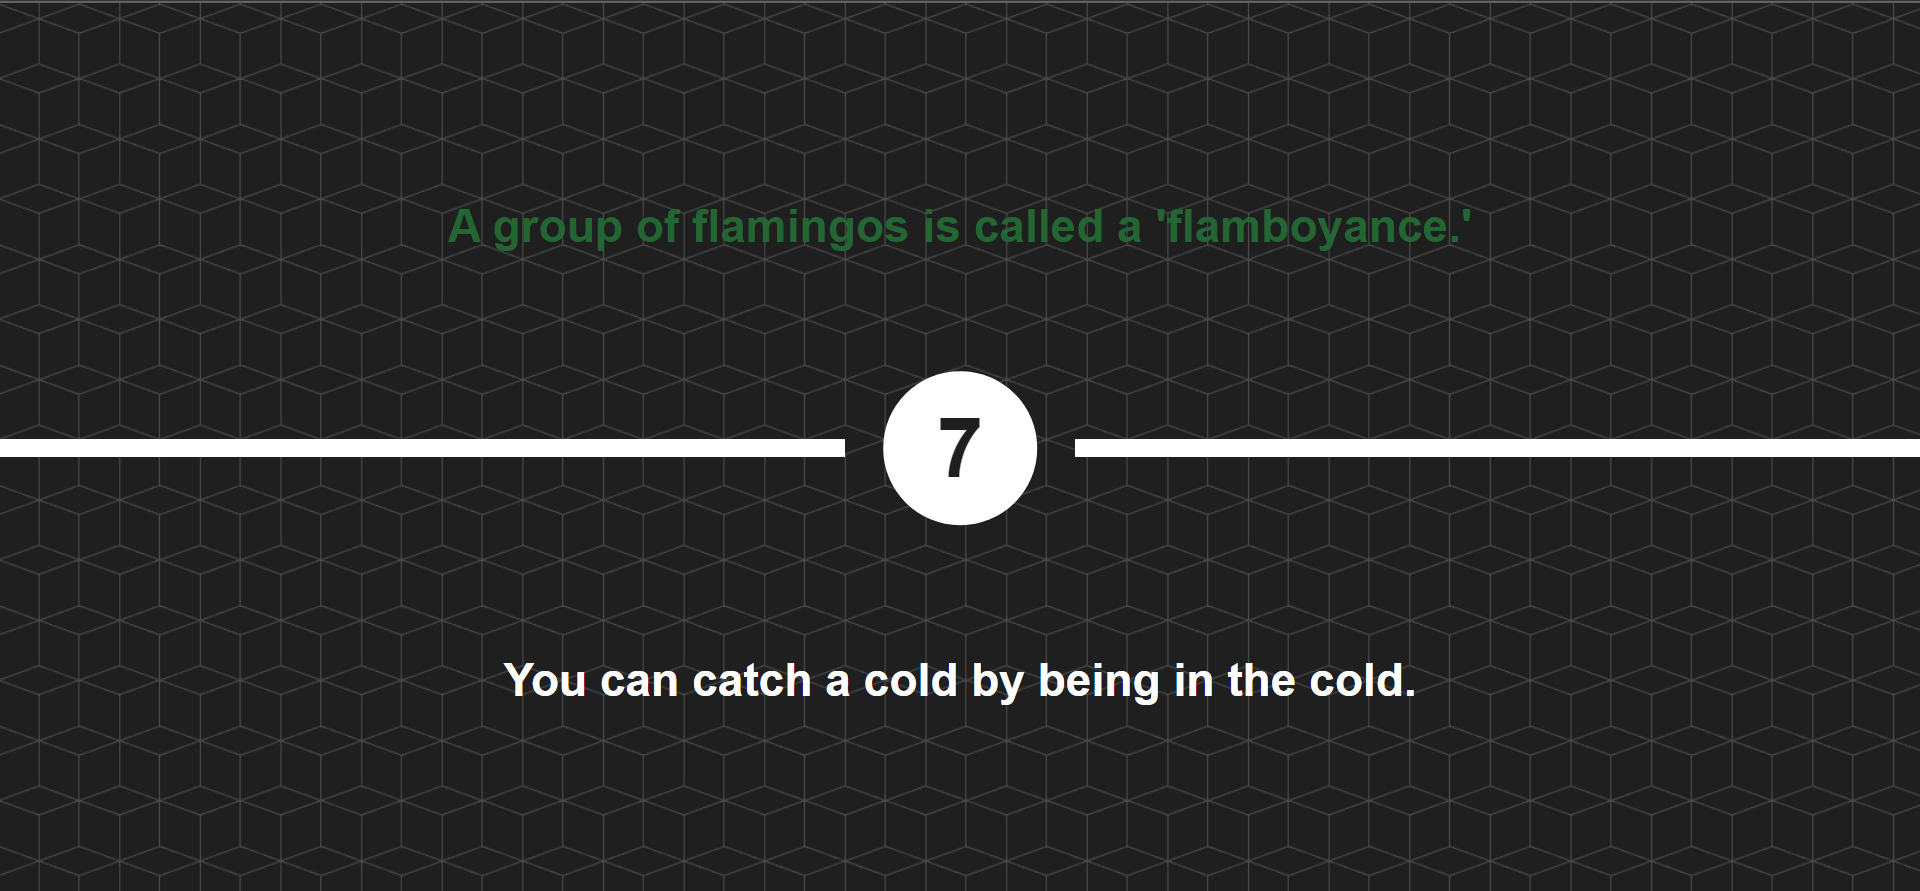 A group of flamingos is called a 'flamboyance.'
7
You can catch a cold by being in the cold.